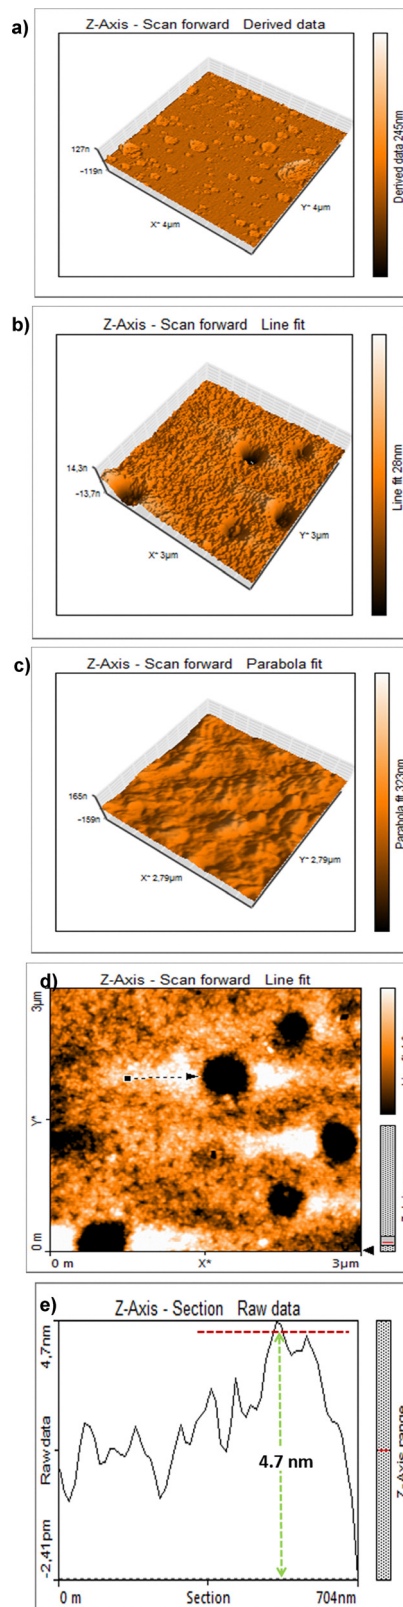 a)
Z-Axis - Scan forward Derived data
127n
-119n
X* 4µm
Y* 4µm
Derived data 245nm
b)
Z-Axis - Scan forward Line fit
14,3n
-13,7n
X* 3µm
Y* 3µm
Line fit 28nm
c)
Z-Axis - Scan forward Parabola fit
165n
-159n
X* 2,79µm
Y* 2,79µm
Parabola fit 323nm
d)
Z-Axis - Scan forward Line fit
3µm
Y*
0 m
0 m
X*
3µm
e)
Z-Axis - Section Raw data
4,7nm
Raw data
-2,41pm
4.7 nm
0 m
Section
704nm
Z-Axis range